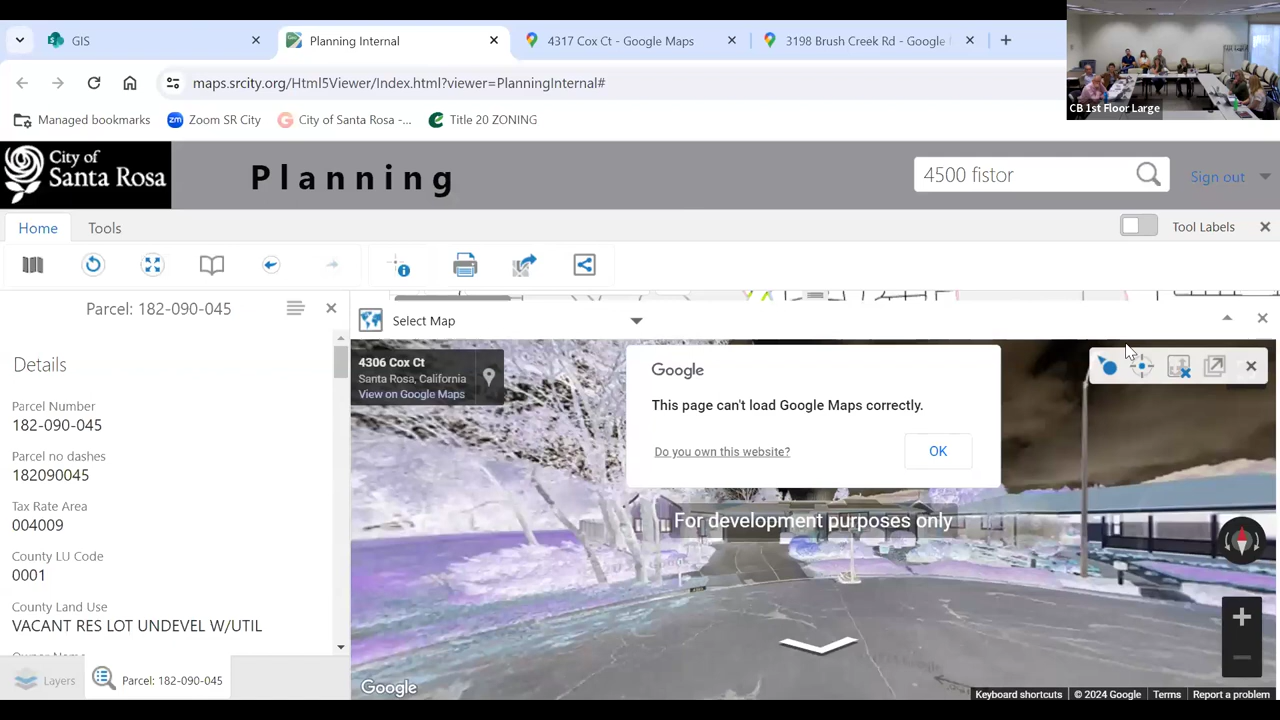 GIS
Planning Internal
4317 Cox Ct - Google Maps
3198 Brush Creek Rd - Google
maps.srcity.org/Html5Viewer/Index.html?viewer=PlanningInternal#
Managed bookmarks
Zoom SR City
City of Santa Rosa -...
Title 20 ZONING
CB 1st Floor Large
City of
Santa Rosa
Planning
4500 fistor
Sign out
Home
Tools
Tool Labels
Parcel: 182-090-045
Select Map
Details
Parcel Number
182-090-045
Parcel no dashes
182090045
Tax Rate Area
004009
County LU Code
0001
County Land Use
VACANT RES LOT UNDEVEL W/UTIL
Layers
Parcel: 182-090-045
4306 Cox Ct
Santa Rosa, California
View on Google Maps
Google
This page can't load Google Maps correctly.
Do you own this website?
OK
For development purposes only
Google
Keyboard shortcuts
© 2024 Google
Terms
Report a problem